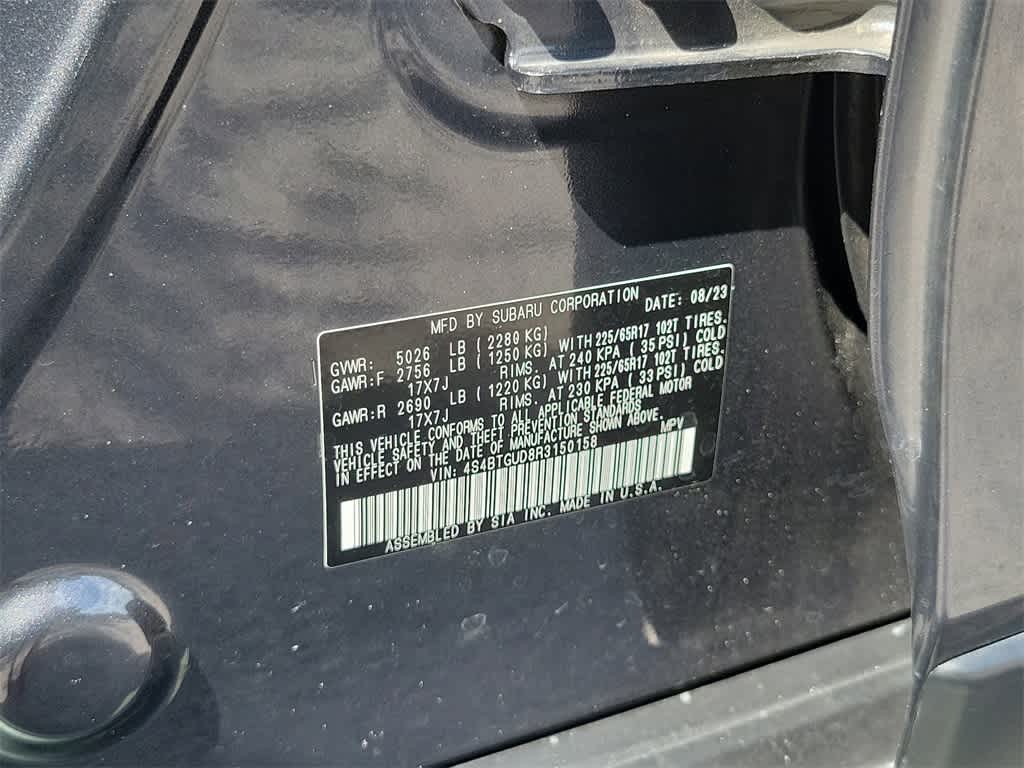 MFD BY SUBARU CORPORATION DATE: 08/23
GVWR: 5026 LB ( 2280 KG)
GAWR:F 2756 LB ( 1250 KG) WITH 225/65R17 102T TIRES.
17X7J RIMS. AT 240 KPA ( 35 PSI) COLD
GAWR:R 2690 LB ( 1220 KG) WITH 225/65R17 102T TIRES.
17X7J RIMS. AT 230 KPA ( 33 PSI) COLD
THIS VEHICLE CONFORMS TO ALL APPLICABLE FEDERAL MOTOR
VEHICLE SAFETY AND THEFT PREVENTION STANDARDS
IN EFFECT ON THE DATE OF MANUFACTURE SHOWN ABOVE.
VIN: 4S4BTGUD8R3150158 MPV
ASSEMBLED BY SIA INC. MADE IN U.S.A.